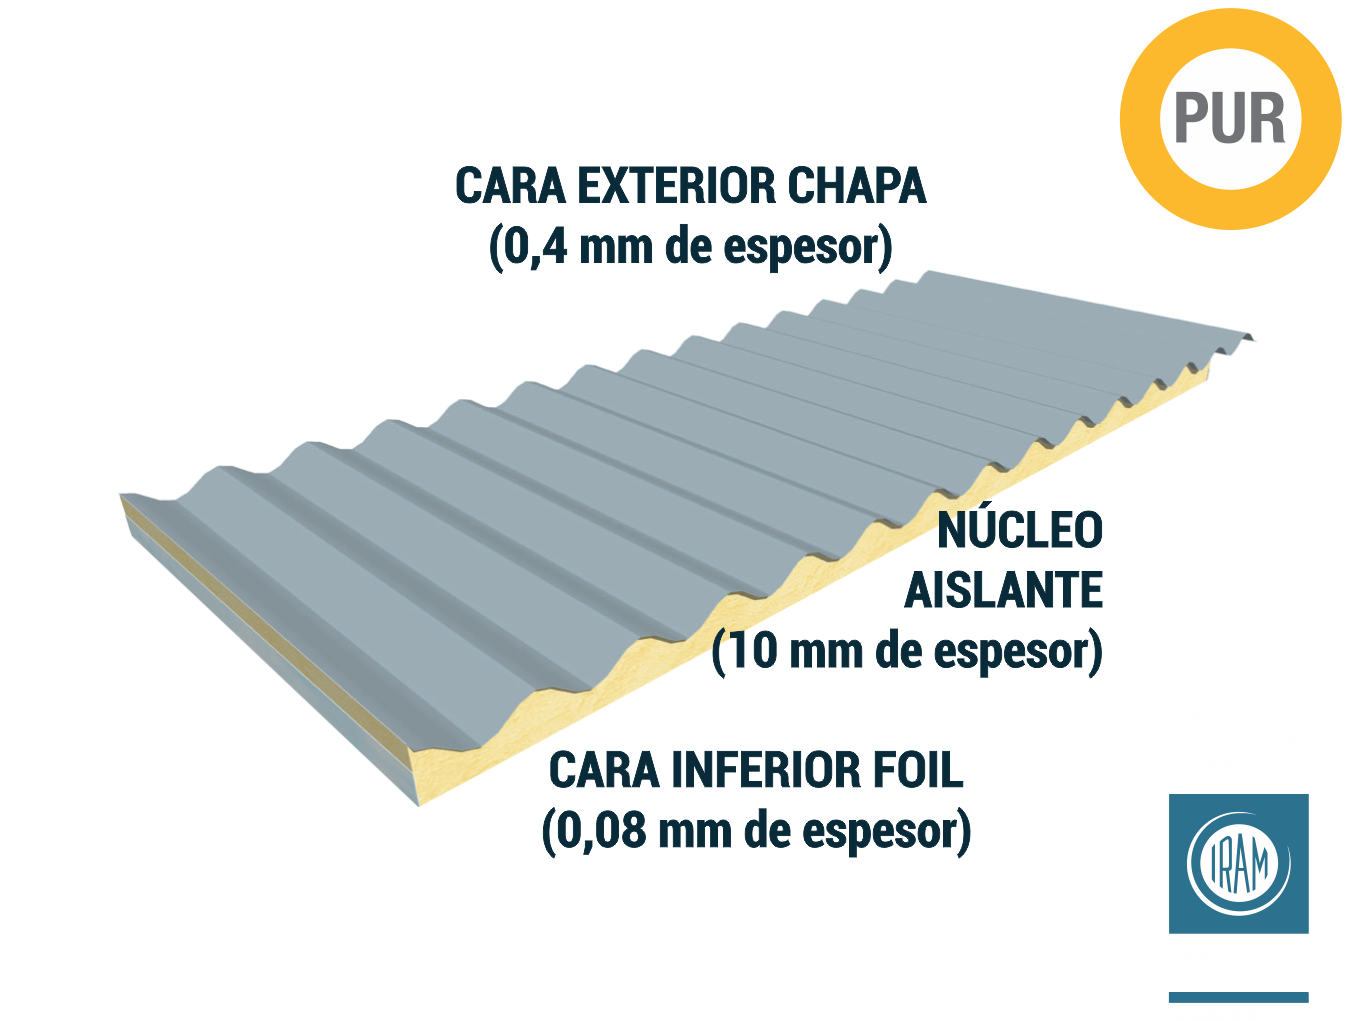 PUR
CARA EXTERIOR CHAPA
(0,4 mm de espesor)
NÚCLEO
AISLANTE
(10 mm de espesor)
CARA INFERIOR FOIL
(0,08 mm de espesor)
IRAM